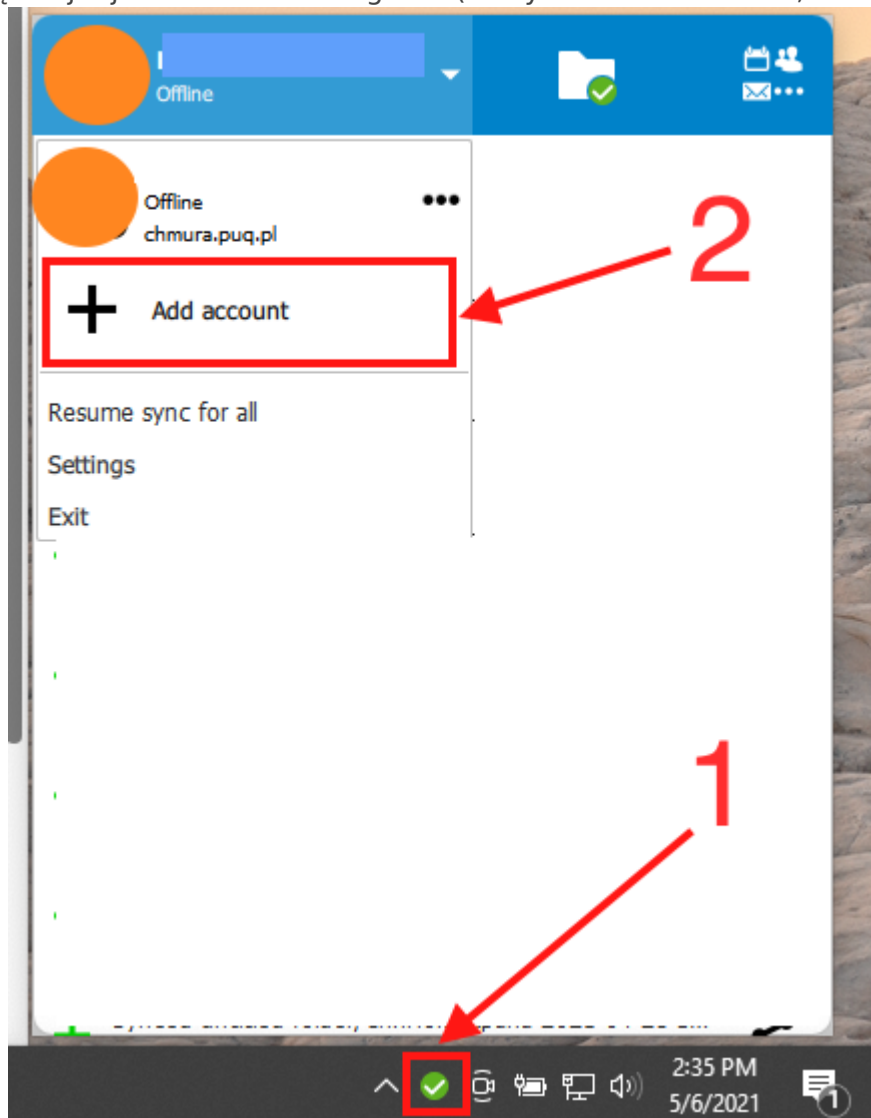 Offline
Offline
chmura.puq.pl
2
Add account
Resume sync for all
Settings
Exit
1
2:35 PM
5/6/2021
1